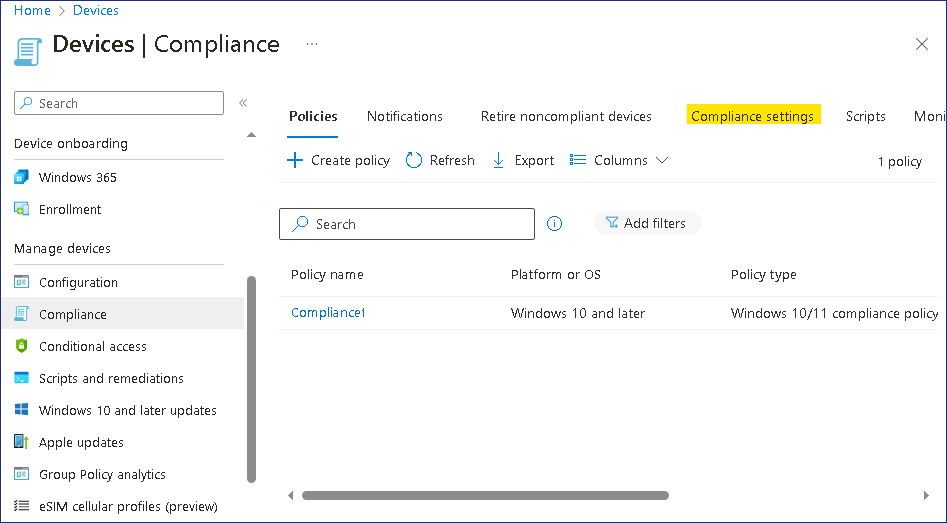 Home > Devices
Devices | Compliance ...
Search «
Device onboarding
Windows 365
Enrollment
Manage devices
Configuration
Compliance
Conditional access
Scripts and remediations
Windows 10 and later updates
Apple updates
Group Policy analytics
eSIM cellular profiles (preview)
Policies Notifications Retire noncompliant devices Compliance settings Scripts Moni
Create policy Refresh Export Columns 1 policy
Search Add filters
Policy name Platform or OS Policy type
Compliance1 Windows 10 and later Windows 10/11 compliance policy